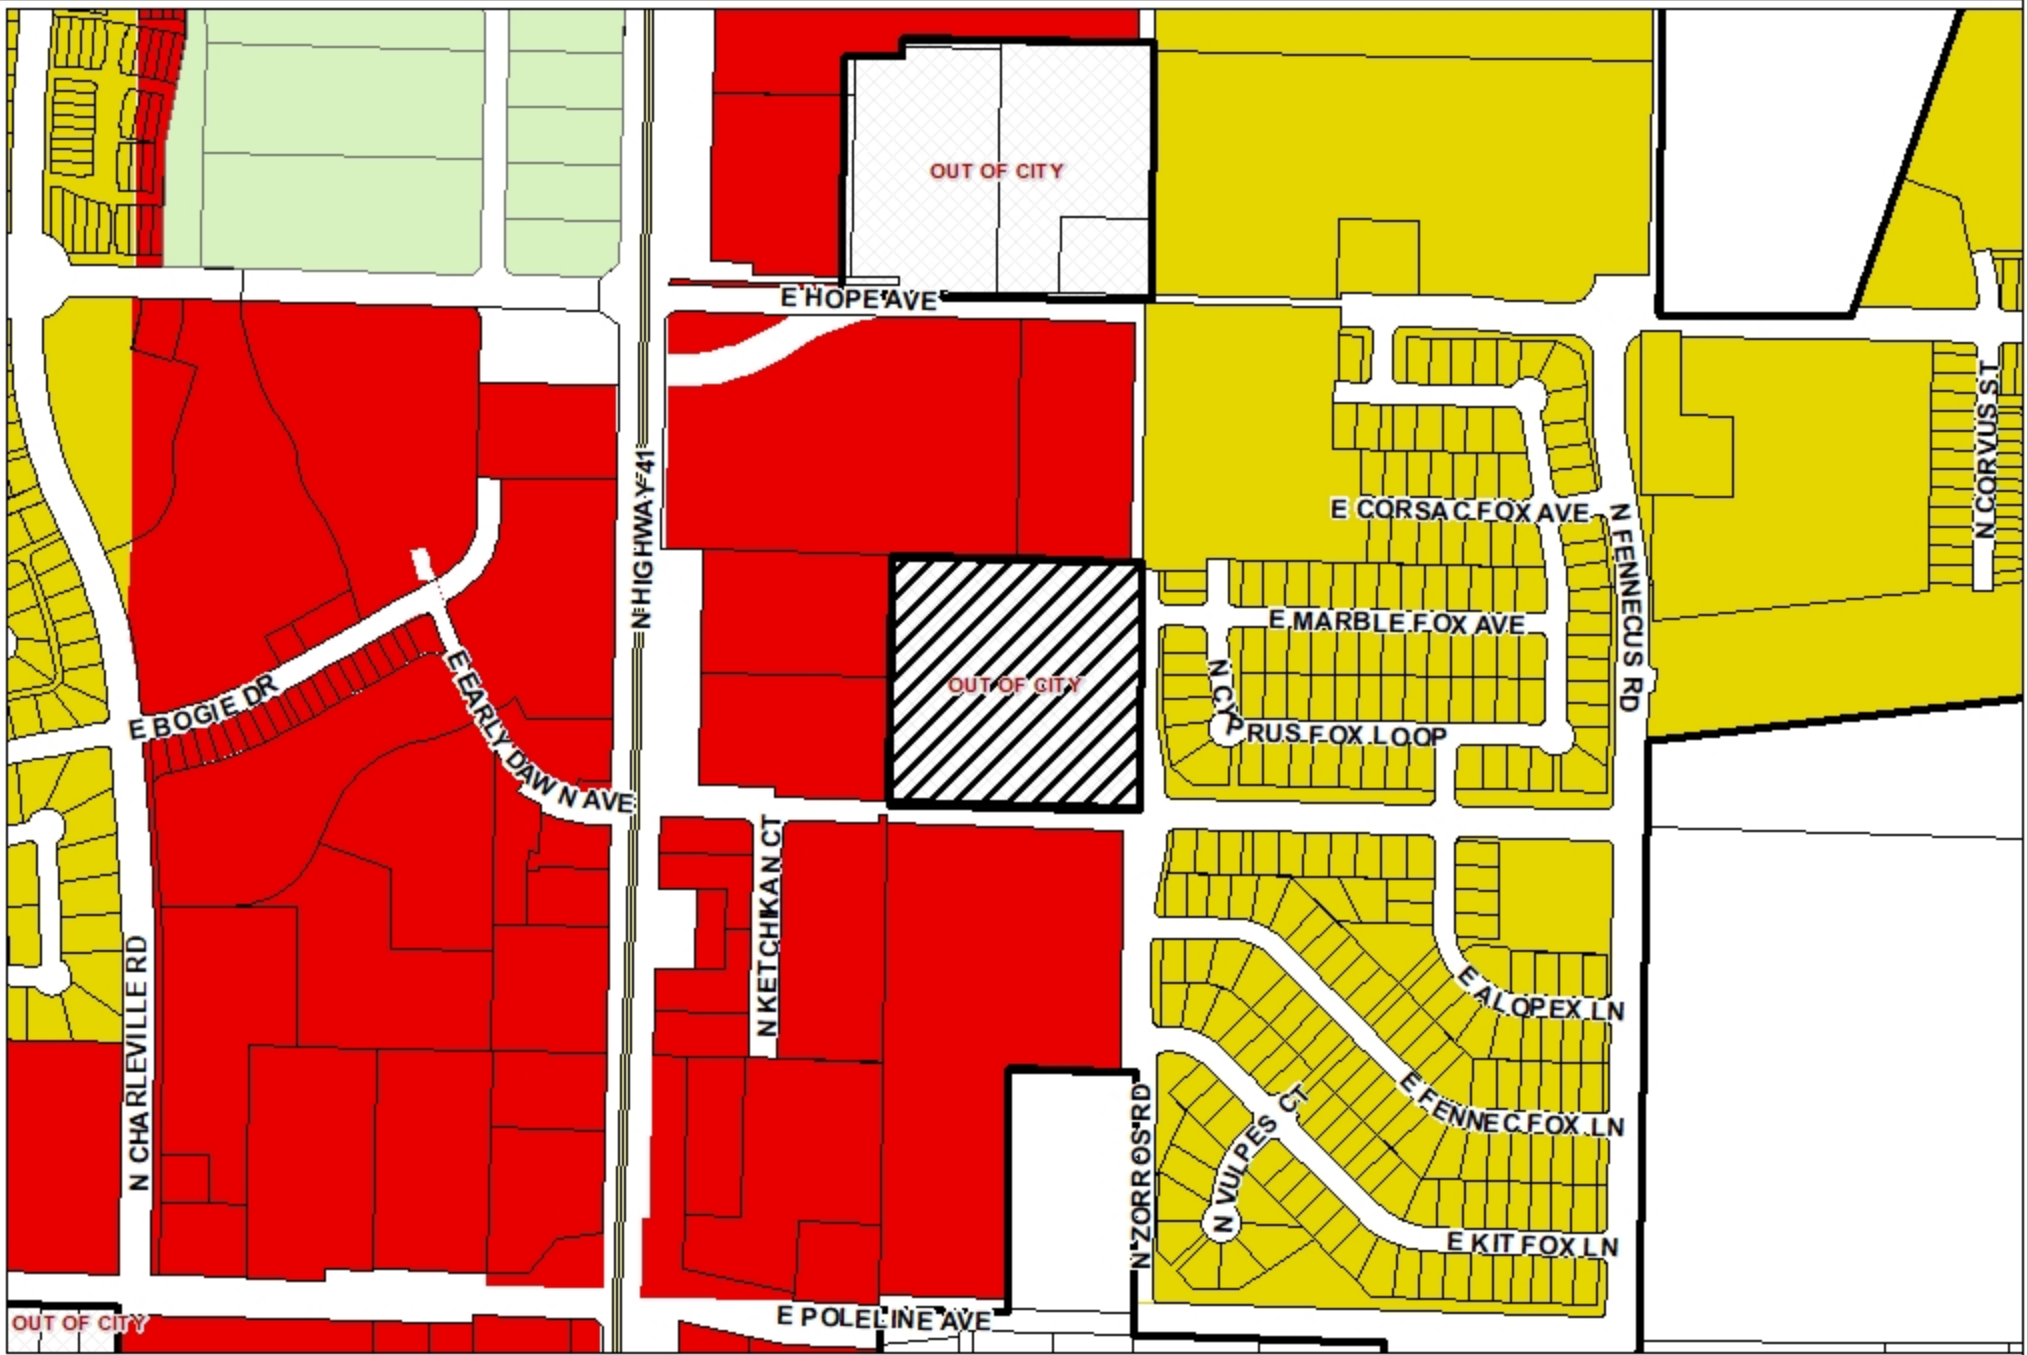 OUT OF CITY
E HOPE AVE
N CORVUS ST
N HIGHWAY 41
E CORSAC FOX AVE
N FENNECUS RD
E MARBLE FOX AVE
E BOGIE DR
E EARLY DAWN AVE
OUT OF CITY
N CYPRUS FOX LOOP
N KETCHIKAN CT
N CHARLEVILLE RD
E ALOPEX LN
E FENNEC FOX LN
N VULPES CT
N ZORROS RD
E KIT FOX LN
OUT OF CITY
E POLELINE AVE